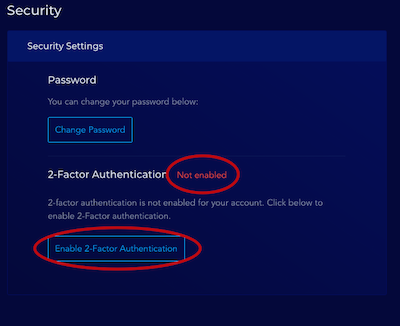 Security
Security Settings
Password
You can change your password below:
Change Password
2-Factor Authentication Not enabled
2-factor authentication is not enabled for your account. Click below to
enable 2-Factor authentication.
Enable 2-Factor Authentication